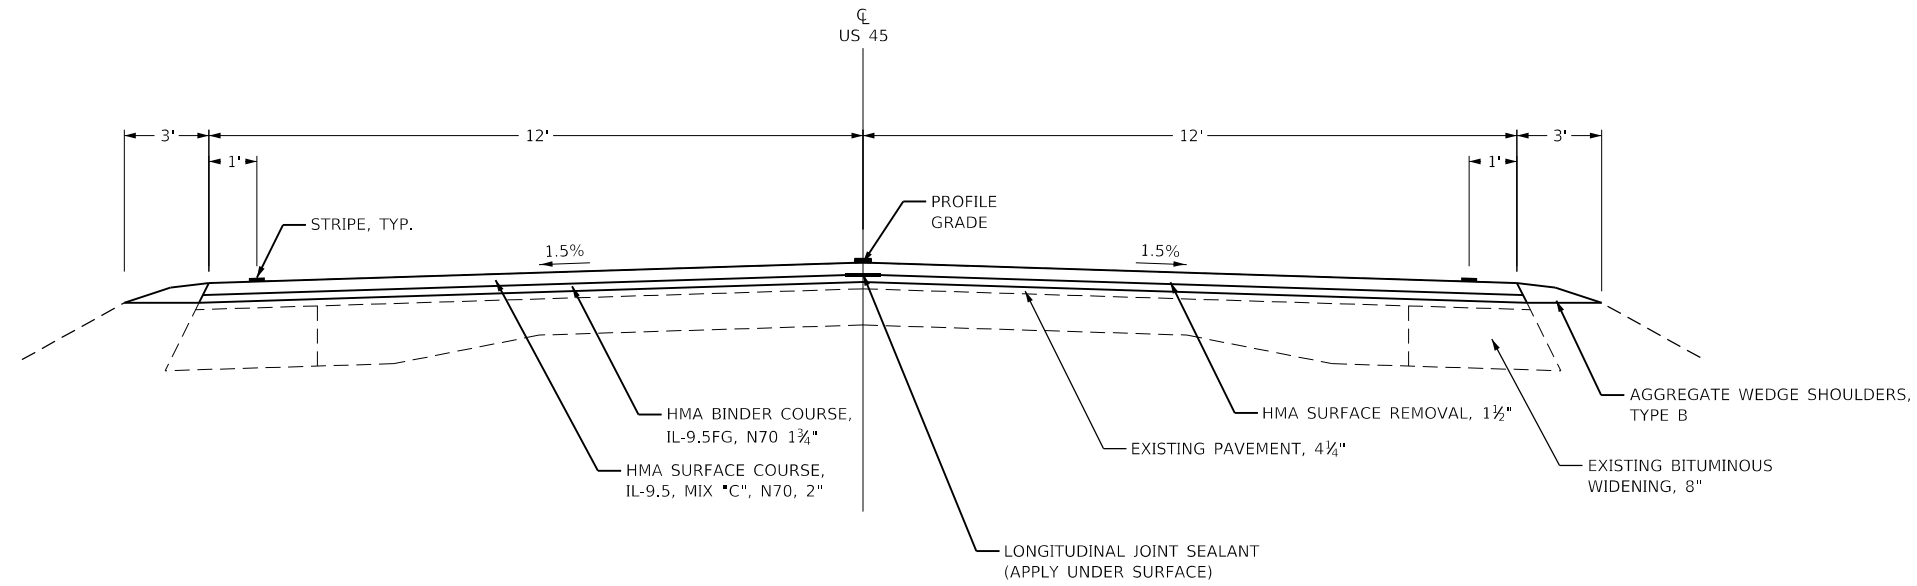 ℄
US 45
3'
12'
12'
3'
1'
1'
STRIPE, TYP.
PROFILE
GRADE
1.5%
1.5%
HMA BINDER COURSE,
IL-9.5FG, N70 1¾"
HMA SURFACE COURSE,
IL-9.5, MIX "C", N70, 2"
HMA SURFACE REMOVAL, 1½"
EXISTING PAVEMENT, 4¼"
AGGREGATE WEDGE SHOULDERS,
TYPE B
EXISTING BITUMINOUS
WIDENING, 8"
LONGITUDINAL JOINT SEALANT
(APPLY UNDER SURFACE)